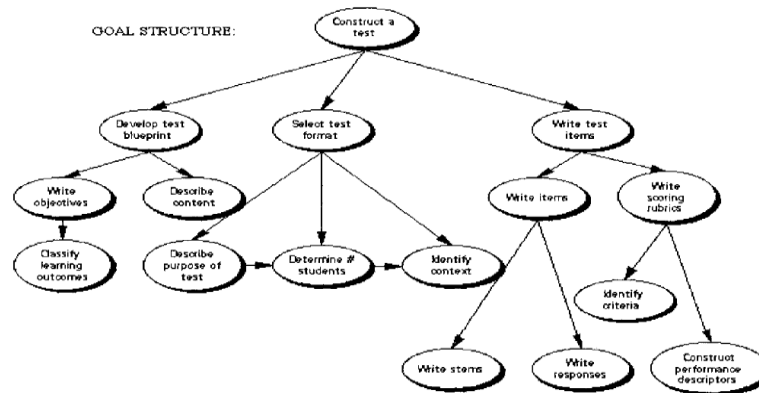 GOAL STRUCTURE:
Construct a
test
Develop test
blueprint
Select test
format
Write test
items
Write
objectives
Describe
content
Write items
Write
scoring
rubrics
Classify
learning
outcomes
Describe
purpose of
test
Determine #
students
Identify
context
Identify
criteria
Write stems
Write
responses
Construct
performance
descriptors